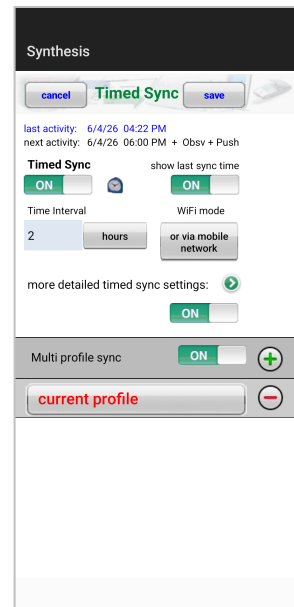 Synthesis
cancel Timed Sync save
last activity: 6/4/26 04:22 PM
next activity: 6/4/26 06:00 PM + Obsv + Push
Timed Sync show last sync time
ON ON
Time Interval WiFi mode
2 hours or via mobile
network
more detailed timed sync settings:
ON
Multi profile sync ON
current profile